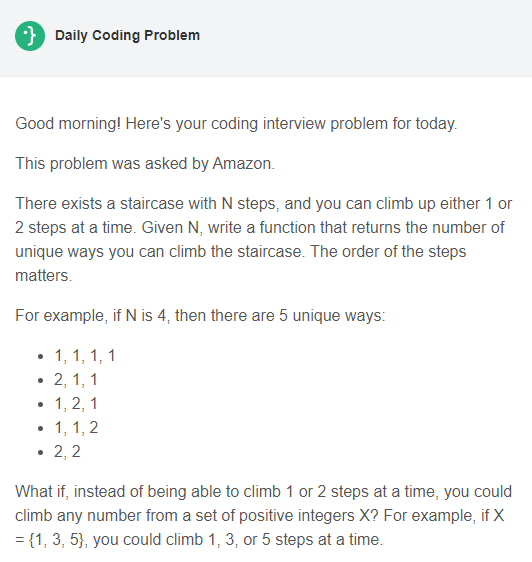 Daily Coding Problem
Good morning! Here's your coding interview problem for today.
This problem was asked by Amazon.
There exists a staircase with N steps, and you can climb up either 1 or
2 steps at a time. Given N, write a function that returns the number of
unique ways you can climb the staircase. The order of the steps
matters.
For example, if N is 4, then there are 5 unique ways:
• 1, 1, 1, 1
• 2, 1, 1
• 1, 2, 1
• 1, 1, 2
• 2, 2
What if, instead of being able to climb 1 or 2 steps at a time, you could
climb any number from a set of positive integers X? For example, if X
= {1, 3, 5}, you could climb 1, 3, or 5 steps at a time.